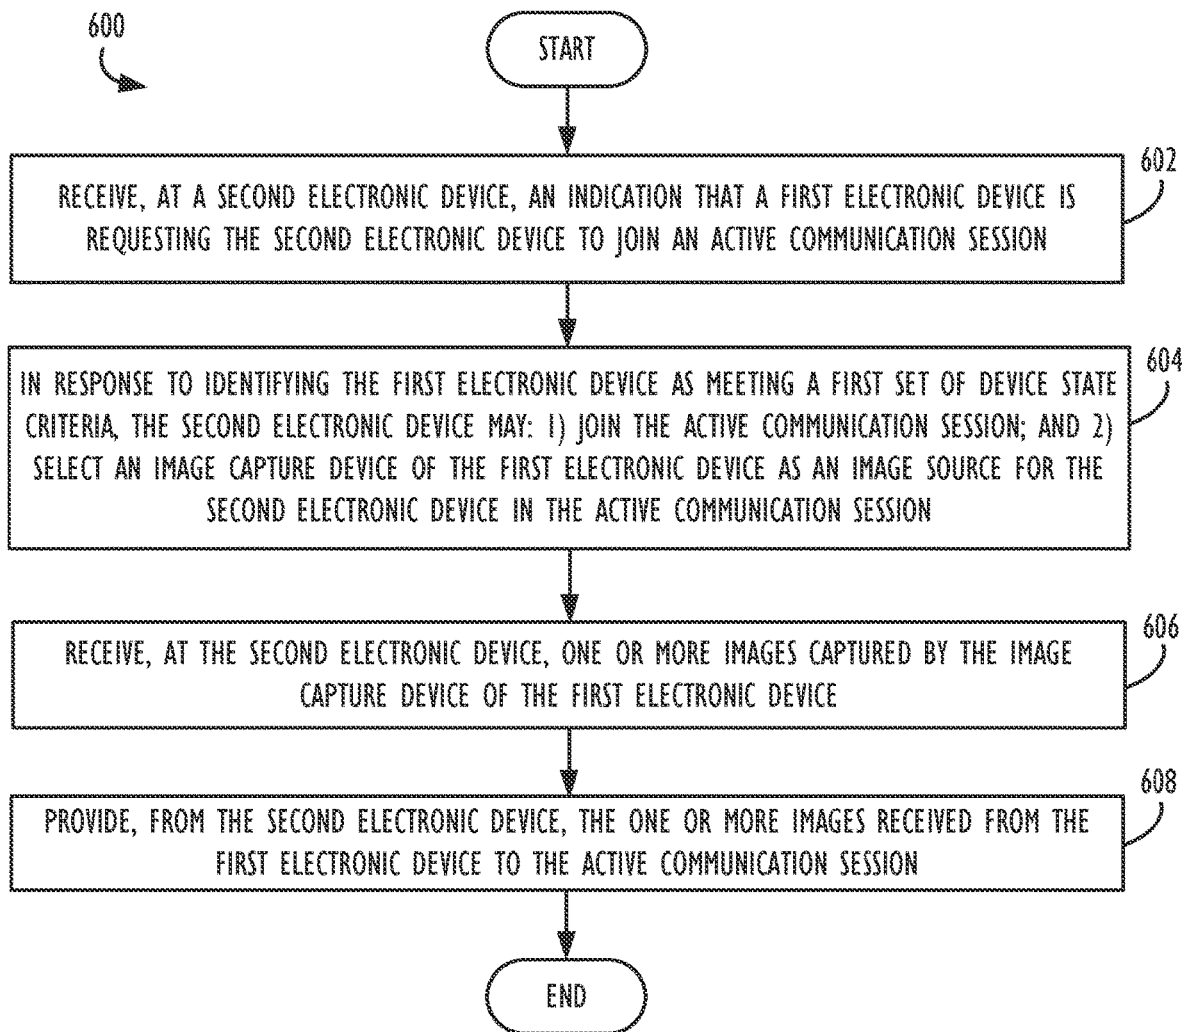 600
START
602
RECEIVE, AT A SECOND ELECTRONIC DEVICE, AN INDICATION THAT A FIRST ELECTRONIC DEVICE IS
REQUESTING THE SECOND ELECTRONIC DEVICE TO JOIN AN ACTIVE COMMUNICATION SESSION
604
IN RESPONSE TO IDENTIFYING THE FIRST ELECTRONIC DEVICE AS MEETING A FIRST SET OF DEVICE STATE
CRITERIA, THE SECOND ELECTRONIC DEVICE MAY: 1) JOIN THE ACTIVE COMMUNICATION SESSION; AND 2)
SELECT AN IMAGE CAPTURE DEVICE OF THE FIRST ELECTRONIC DEVICE AS AN IMAGE SOURCE FOR THE
SECOND ELECTRONIC DEVICE IN THE ACTIVE COMMUNICATION SESSION
606
RECEIVE, AT THE SECOND ELECTRONIC DEVICE, ONE OR MORE IMAGES CAPTURED BY THE IMAGE
CAPTURE DEVICE OF THE FIRST ELECTRONIC DEVICE
608
PROVIDE, FROM THE SECOND ELECTRONIC DEVICE, THE ONE OR MORE IMAGES RECEIVED FROM THE
FIRST ELECTRONIC DEVICE TO THE ACTIVE COMMUNICATION SESSION
END